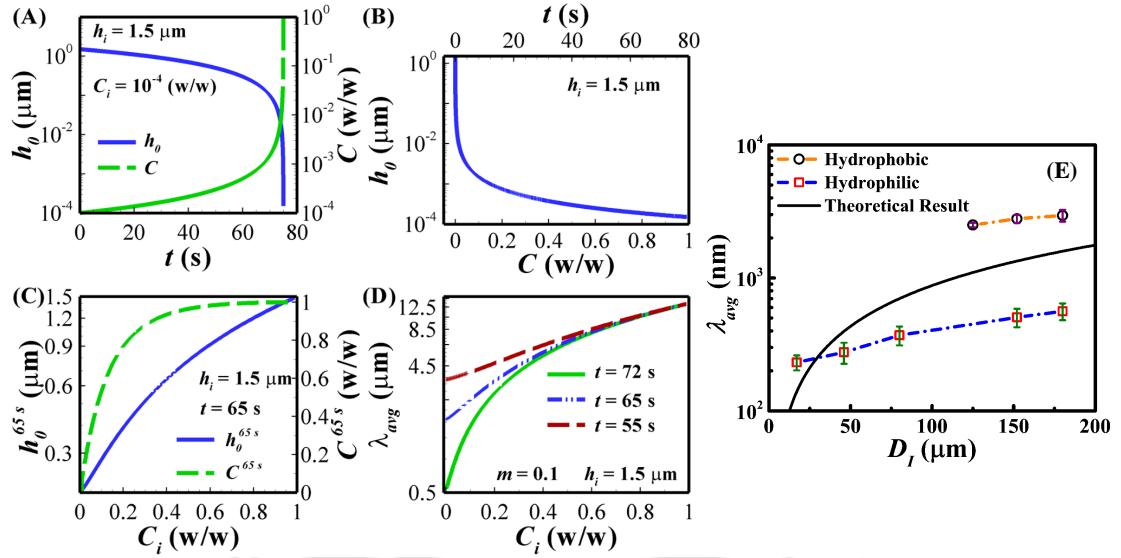 (A)
h_i = 1.5 μm
C_i = 10^-4 (w/w)
h_0
C
h_0 (μm)
10^0
10^-2
10^-4
C (w/w)
10^0
10^-1
10^-2
10^-3
10^-4
0 20 40 60 80
t (s)
(B)
t (s)
0 20 40 60 80
h_i = 1.5 μm
h_0 (μm)
10^0
10^-2
10^-4
0 0.2 0.4 0.6 0.8 1
C (w/w)
(C)
h_0^65 s (μm)
1.5
1.2
0.9
0.6
0.3
h_i = 1.5 μm
t = 65 s
h_0^65 s
C^65 s
C^65 s (w/w)
1
0.8
0.6
0.4
0.2
0
0 0.2 0.4 0.6 0.8 1
C_i (w/w)
(D)
λ_avg (μm)
12.5
8.5
4.5
0.5
t = 72 s
t = 65 s
t = 55 s
m = 0.1 h_i = 1.5 μm
0 0.2 0.4 0.6 0.8 1
C_i (w/w)
(E)
Hydrophobic
Hydrophilic
Theoretical Result
λ_avg (nm)
10^4
10^3
10^2
0 50 100 150 200
D_I (μm)